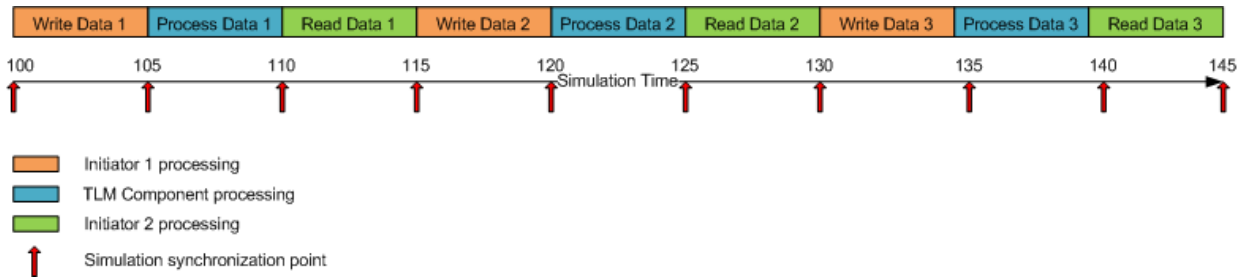 Write Data 1 Process Data 1 Read Data 1 Write Data 2 Process Data 2 Read Data 2 Write Data 3 Process Data 3 Read Data 3
100 105 110 115 120 125 130 135 140 145
Simulation Time
Initiator 1 processing
TLM Component processing
Initiator 2 processing
Simulation synchronization point